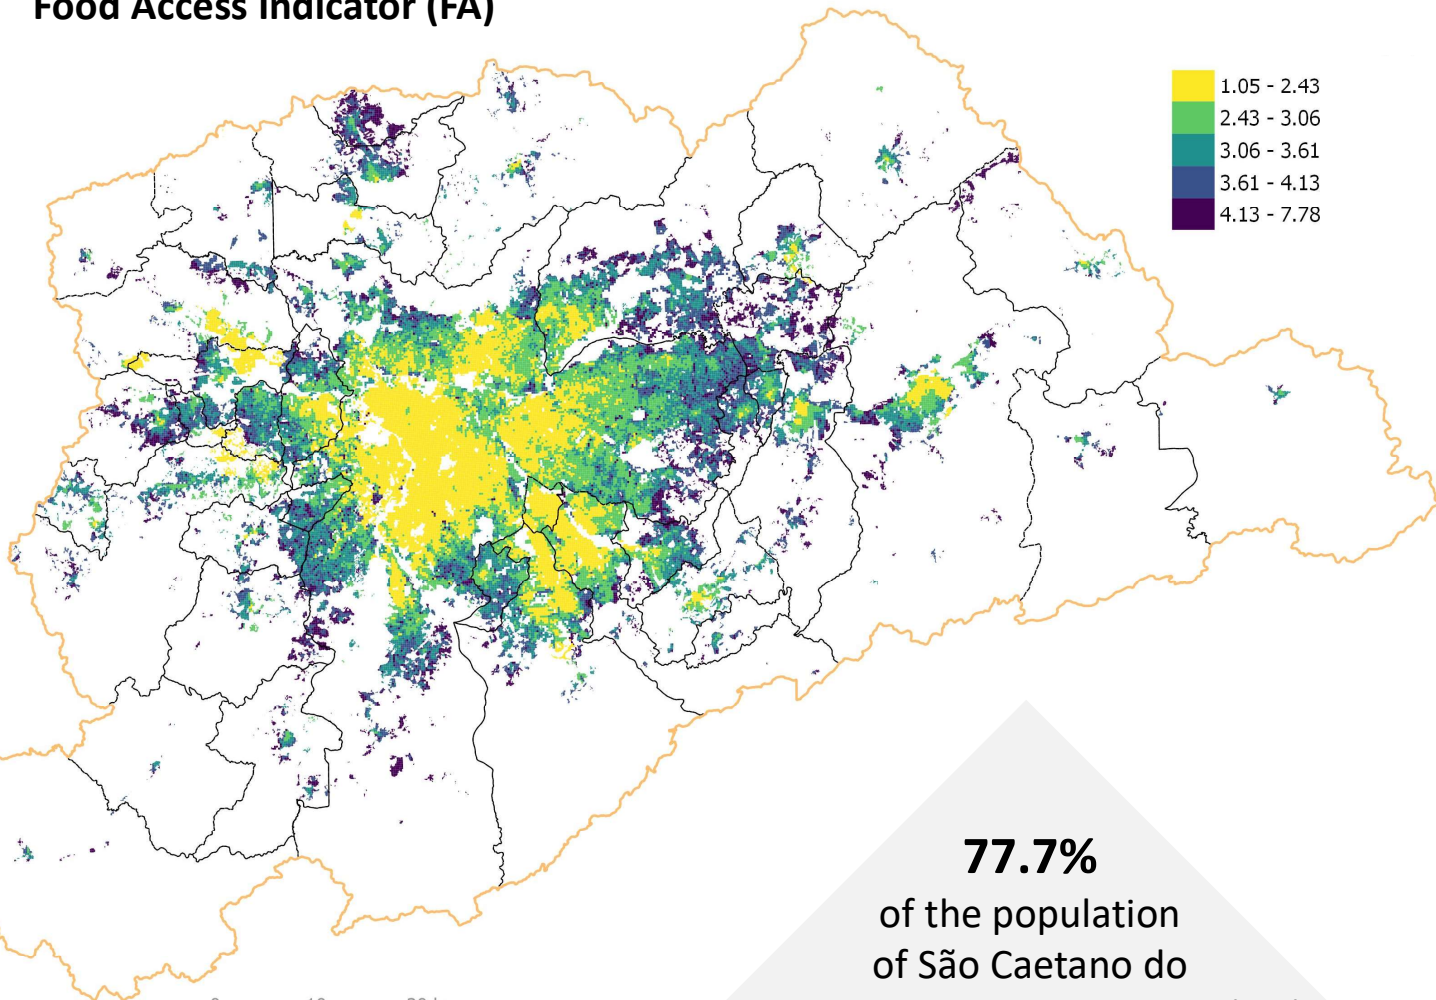 Food Access Indicator (FA)
1.05 - 2.43
2.43 - 3.06
3.06 - 3.61
3.61 - 4.13
4.13 - 7.78
77.7%
of the population
of São Caetano do